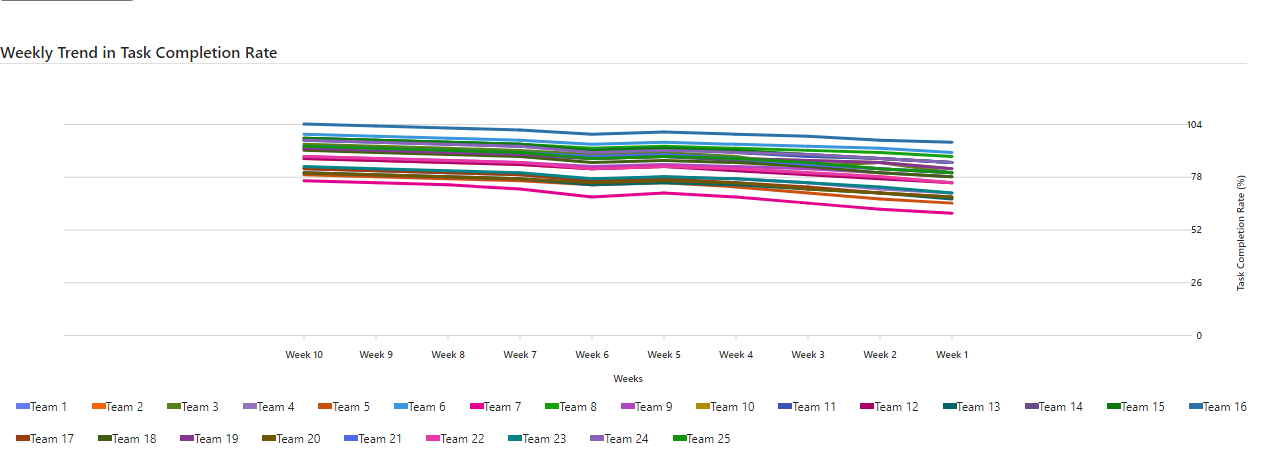 Weekly Trend in Task Completion Rate
104
78
52
26
0
Task Completion Rate (%)
Week 10 Week 9 Week 8 Week 7 Week 6 Week 5 Week 4 Week 3 Week 2 Week 1
Weeks
Team 1 Team 2 Team 3 Team 4 Team 5 Team 6 Team 7 Team 8 Team 9 Team 10 Team 11 Team 12 Team 13 Team 14 Team 15 Team 16
Team 17 Team 18 Team 19 Team 20 Team 21 Team 22 Team 23 Team 24 Team 25